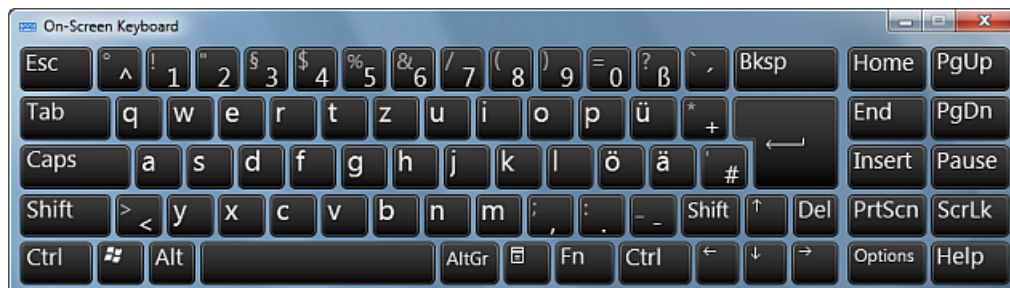 On-Screen Keyboard
Esc ° ^ ! 1 " 2 § 3 $ 4 % 5 & 6 / 7 ( 8 ) 9 = 0 ? ß ` ´ Bksp Home PgUp
Tab q w e r t z u i o p ü * + End PgDn
Caps a s d f g h j k l ö ä ' # Insert Pause
Shift > < y x c v b n m ; , : . _ - Shift ↑ Del PrtScn ScrLk
Ctrl Alt AltGr Fn Ctrl ← ↓ → Options Help